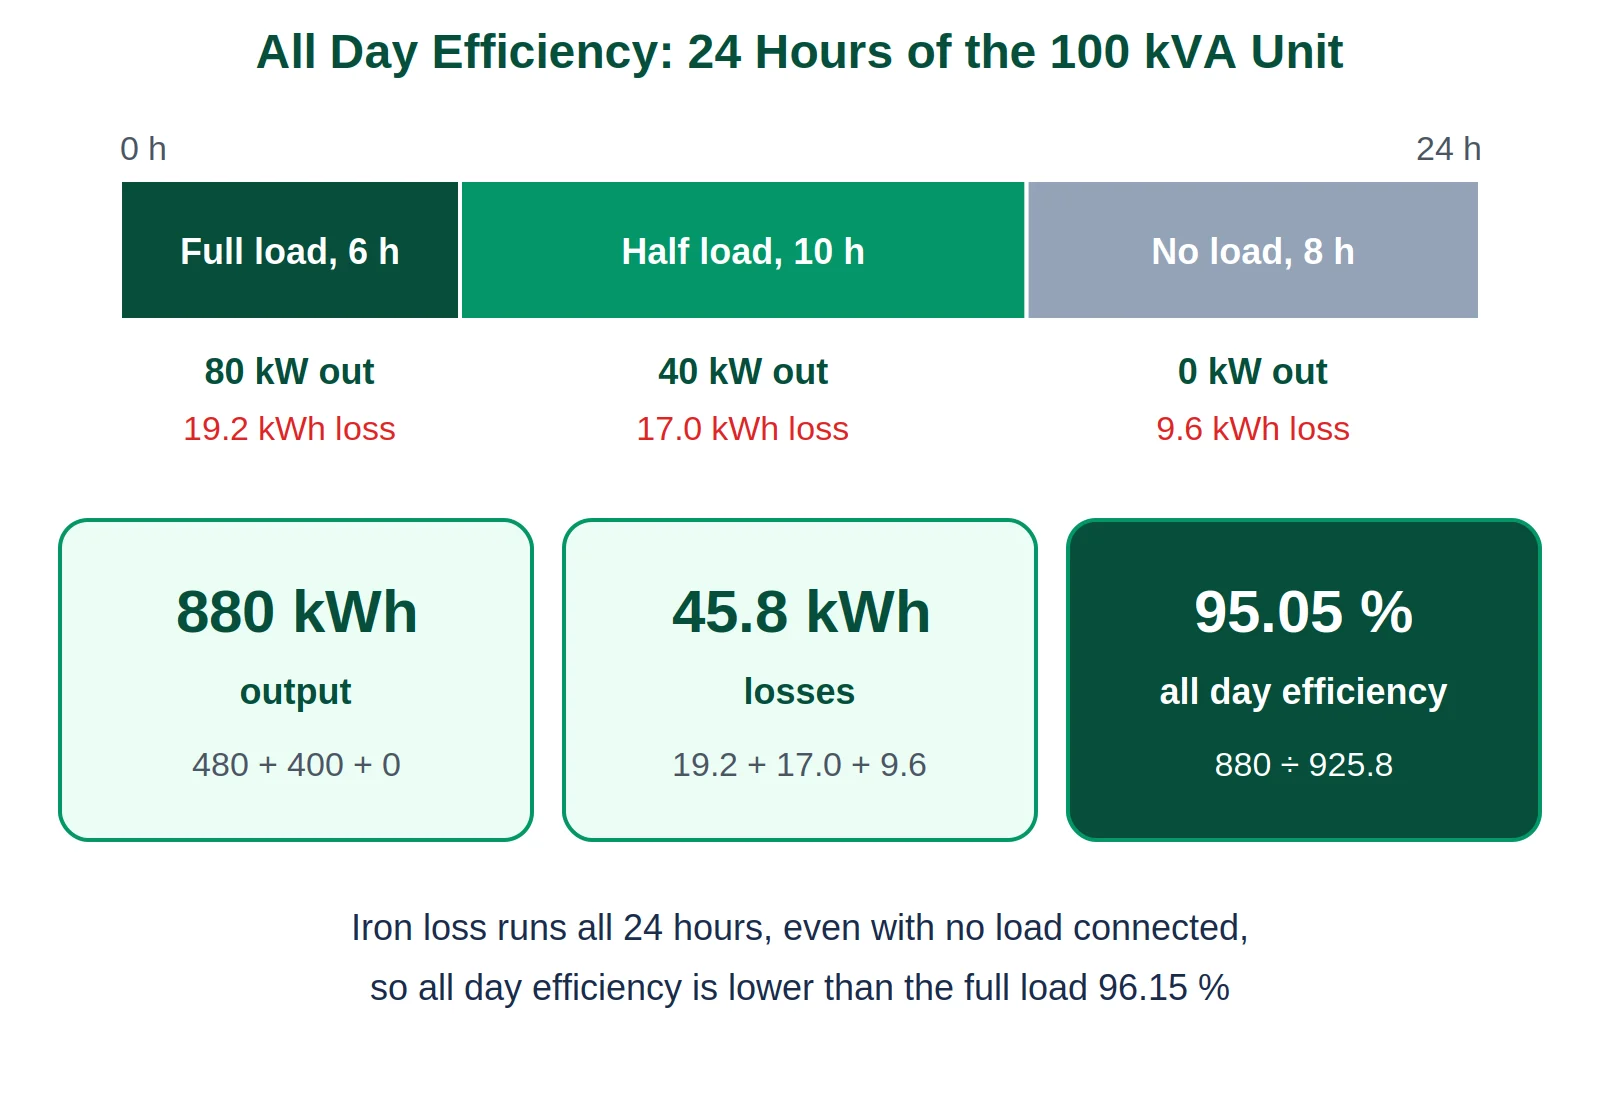 All Day Efficiency: 24 Hours of the 100 kVA Unit
0 h
24 h
Full load, 6 h
Half load, 10 h
No load, 8 h
80 kW out
40 kW out
0 kW out
19.2 kWh loss
17.0 kWh loss
9.6 kWh loss
880 kWh
output
480 + 400 + 0
45.8 kWh
losses
19.2 + 17.0 + 9.6
95.05 %
all day efficiency
880 ÷ 925.8
Iron loss runs all 24 hours, even with no load connected,
so all day efficiency is lower than the full load 96.15 %